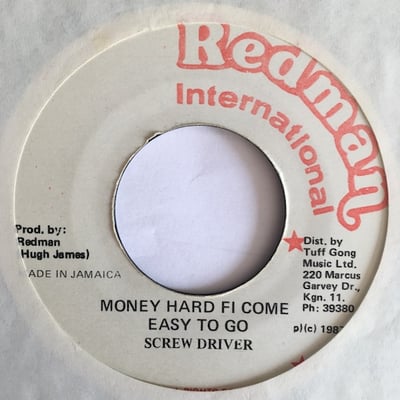 Redman
International
Prod. by:
Redman
(Hugh James)
MADE IN JAMAICA
Dist. by
Tuff Gong
Music Ltd.
220 Marcus
Garvey Dr.,
Kgn. 11.
Ph: 39380
p)(c)
MONEY HARD FI COME
EASY TO GO
SCREW DRIVER